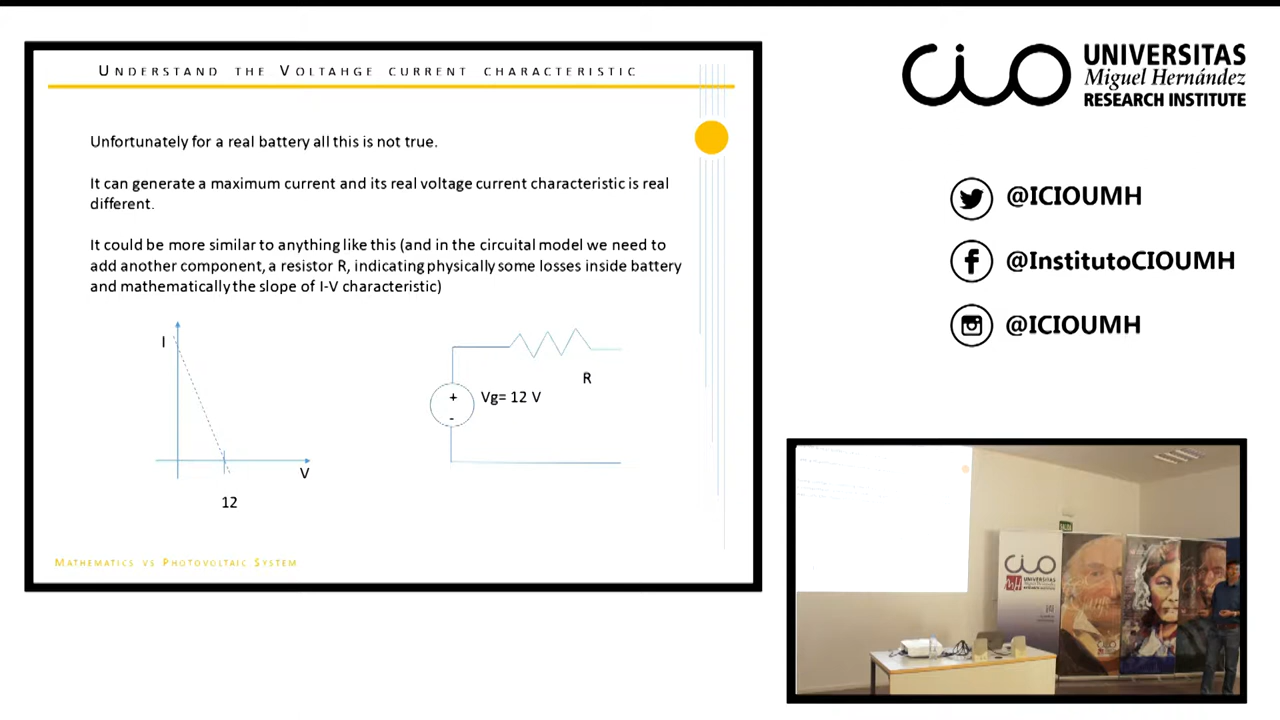 UNDERSTAND THE VOLTAHGE CURRENT CHARACTERISTIC
Unfortunately for a real battery all this is not true.
It can generate a maximum current and its real voltage current characteristic is real
different.
It could be more similar to anything like this (and in the circuital model we need to
add another component, a resistor R, indicating physically some losses inside battery
and mathematically the slope of I-V characteristic)
I
V
12
+
-
Vg= 12 V
R
MATHEMATICS VS PHOTOVOLTAIC SYSTEM
cio
UNIVERSITAS
Miguel Hernández
RESEARCH INSTITUTE
@ICIOUMH
f
@InstitutoCIOUMH
@ICIOUMH
cio
UNIVERSITAS